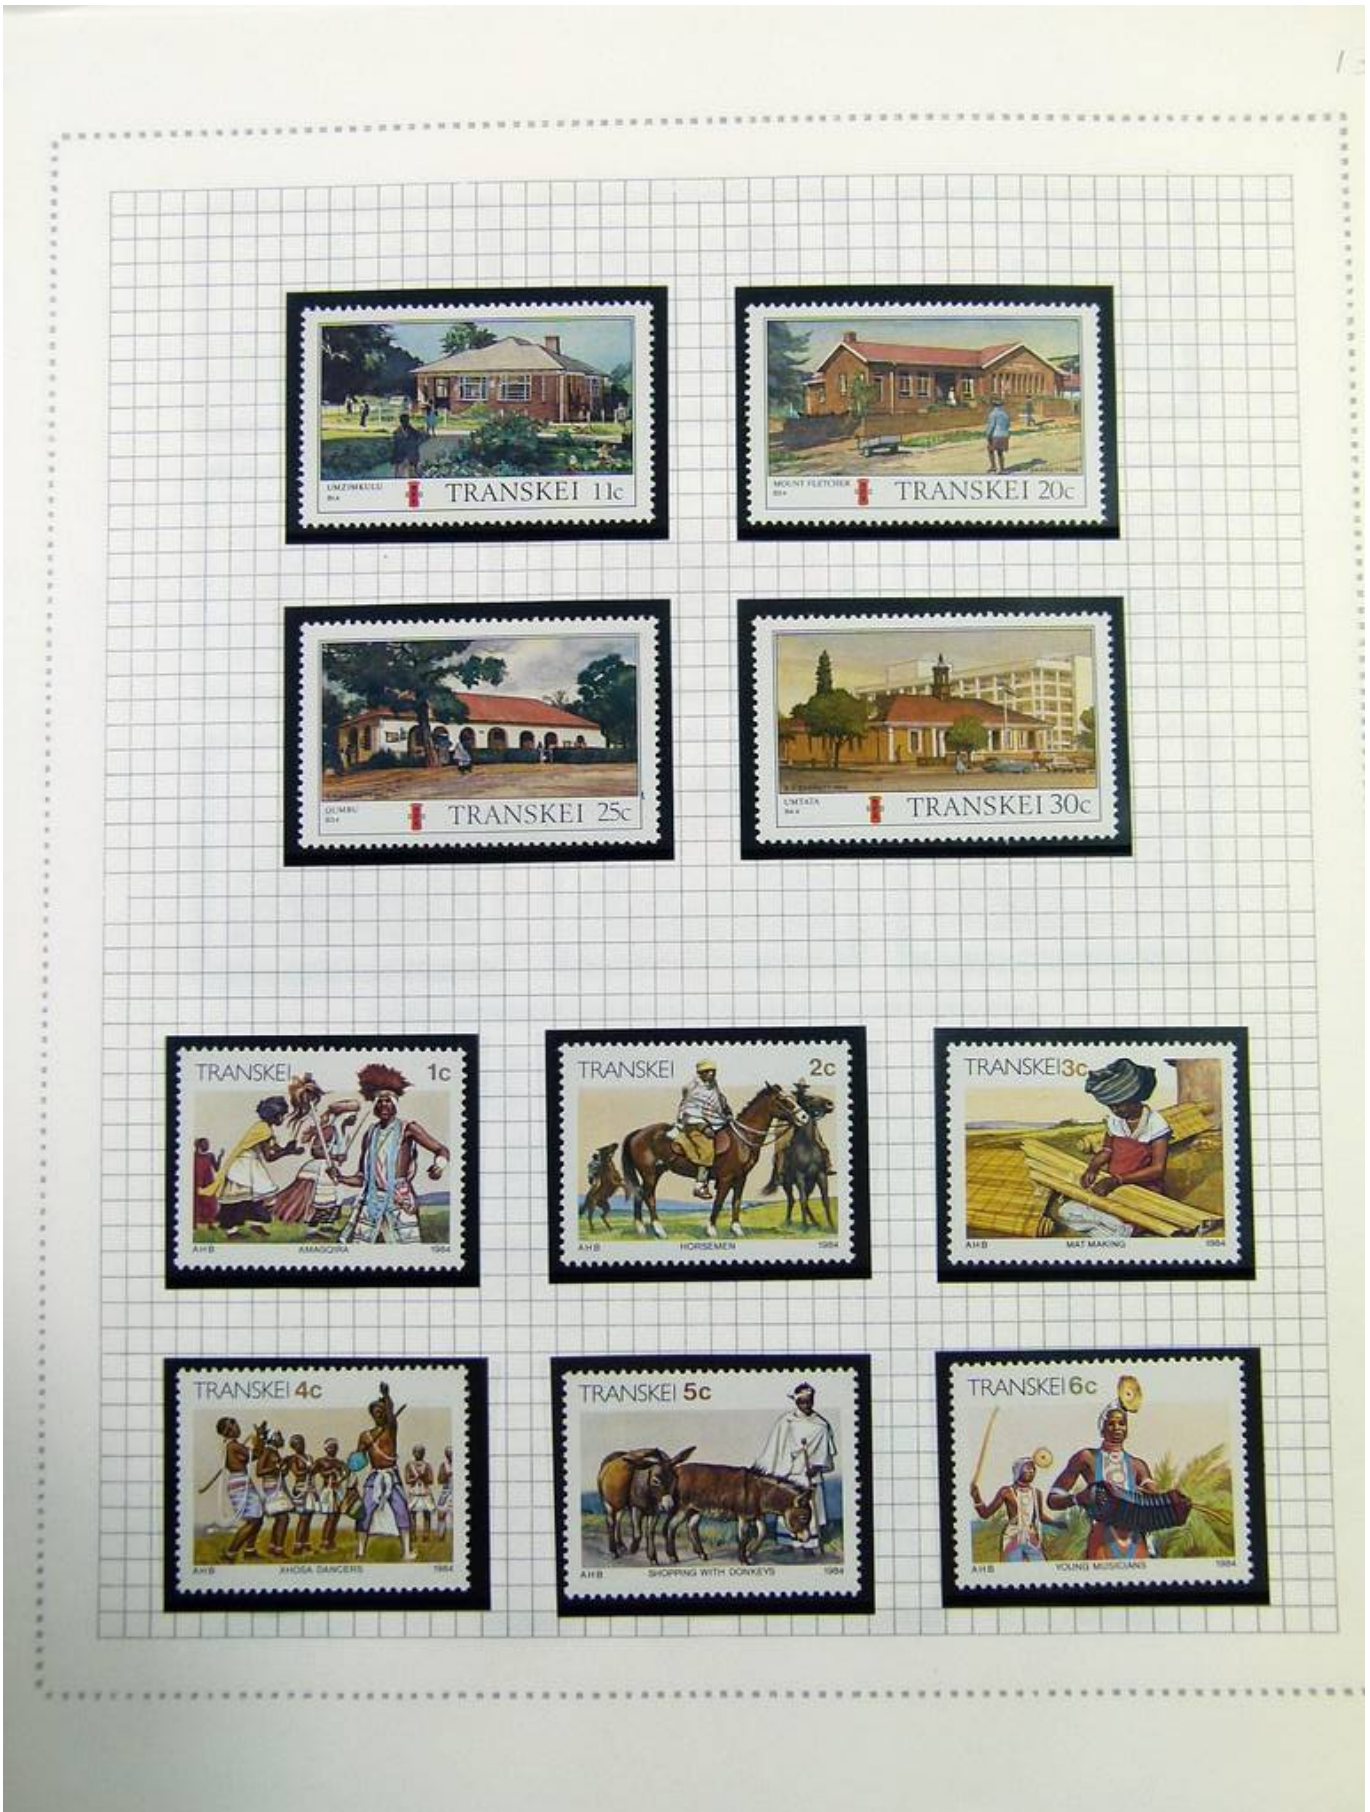 UMZIMKULU
TRANSKEI 11c
MOUNT FLETCHER
TRANSKEI 20c
QUMBU
TRANSKEI 25c
UMTATA
TRANSKEI 30c
TRANSKEI 1c
AHB AMAGQIRA 1984
TRANSKEI 2c
AHB HORSEMEN 1984
TRANSKEI 3c
AHB MAT MAKING 1984
TRANSKEI 4c
AHB XHOSA DANCERS 1984
TRANSKEI 5c
AHB SHOPPING WITH DONKEYS 1984
TRANSKEI 6c
AHB YOUNG MUSICIANS 1984